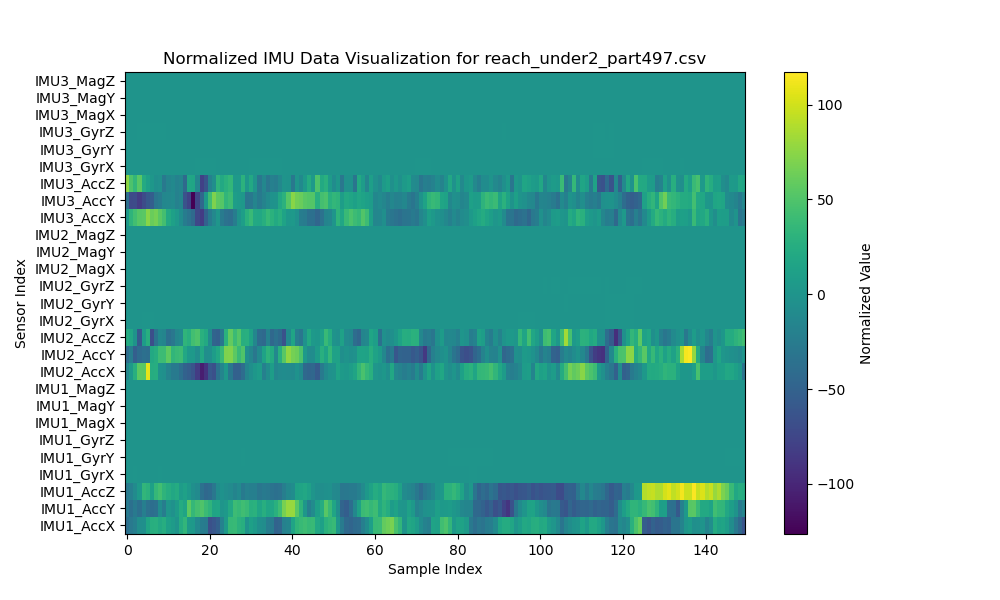 Normalized IMU Data Visualization for reach_under2_part497.csv
IMU3_MagZ
IMU3_MagY
IMU3_MagX
IMU3_GyrZ
IMU3_GyrY
IMU3_GyrX
IMU3_AccZ
IMU3_AccY
IMU3_AccX
IMU2_MagZ
IMU2_MagY
IMU2_MagX
IMU2_GyrZ
IMU2_GyrY
IMU2_GyrX
IMU2_AccZ
IMU2_AccY
IMU2_AccX
IMU1_MagZ
IMU1_MagY
IMU1_MagX
IMU1_GyrZ
IMU1_GyrY
IMU1_GyrX
IMU1_AccZ
IMU1_AccY
IMU1_AccX
Sensor Index
0 20 40 60 80 100 120 140
Sample Index
100
50
0
−50
−100
Normalized Value